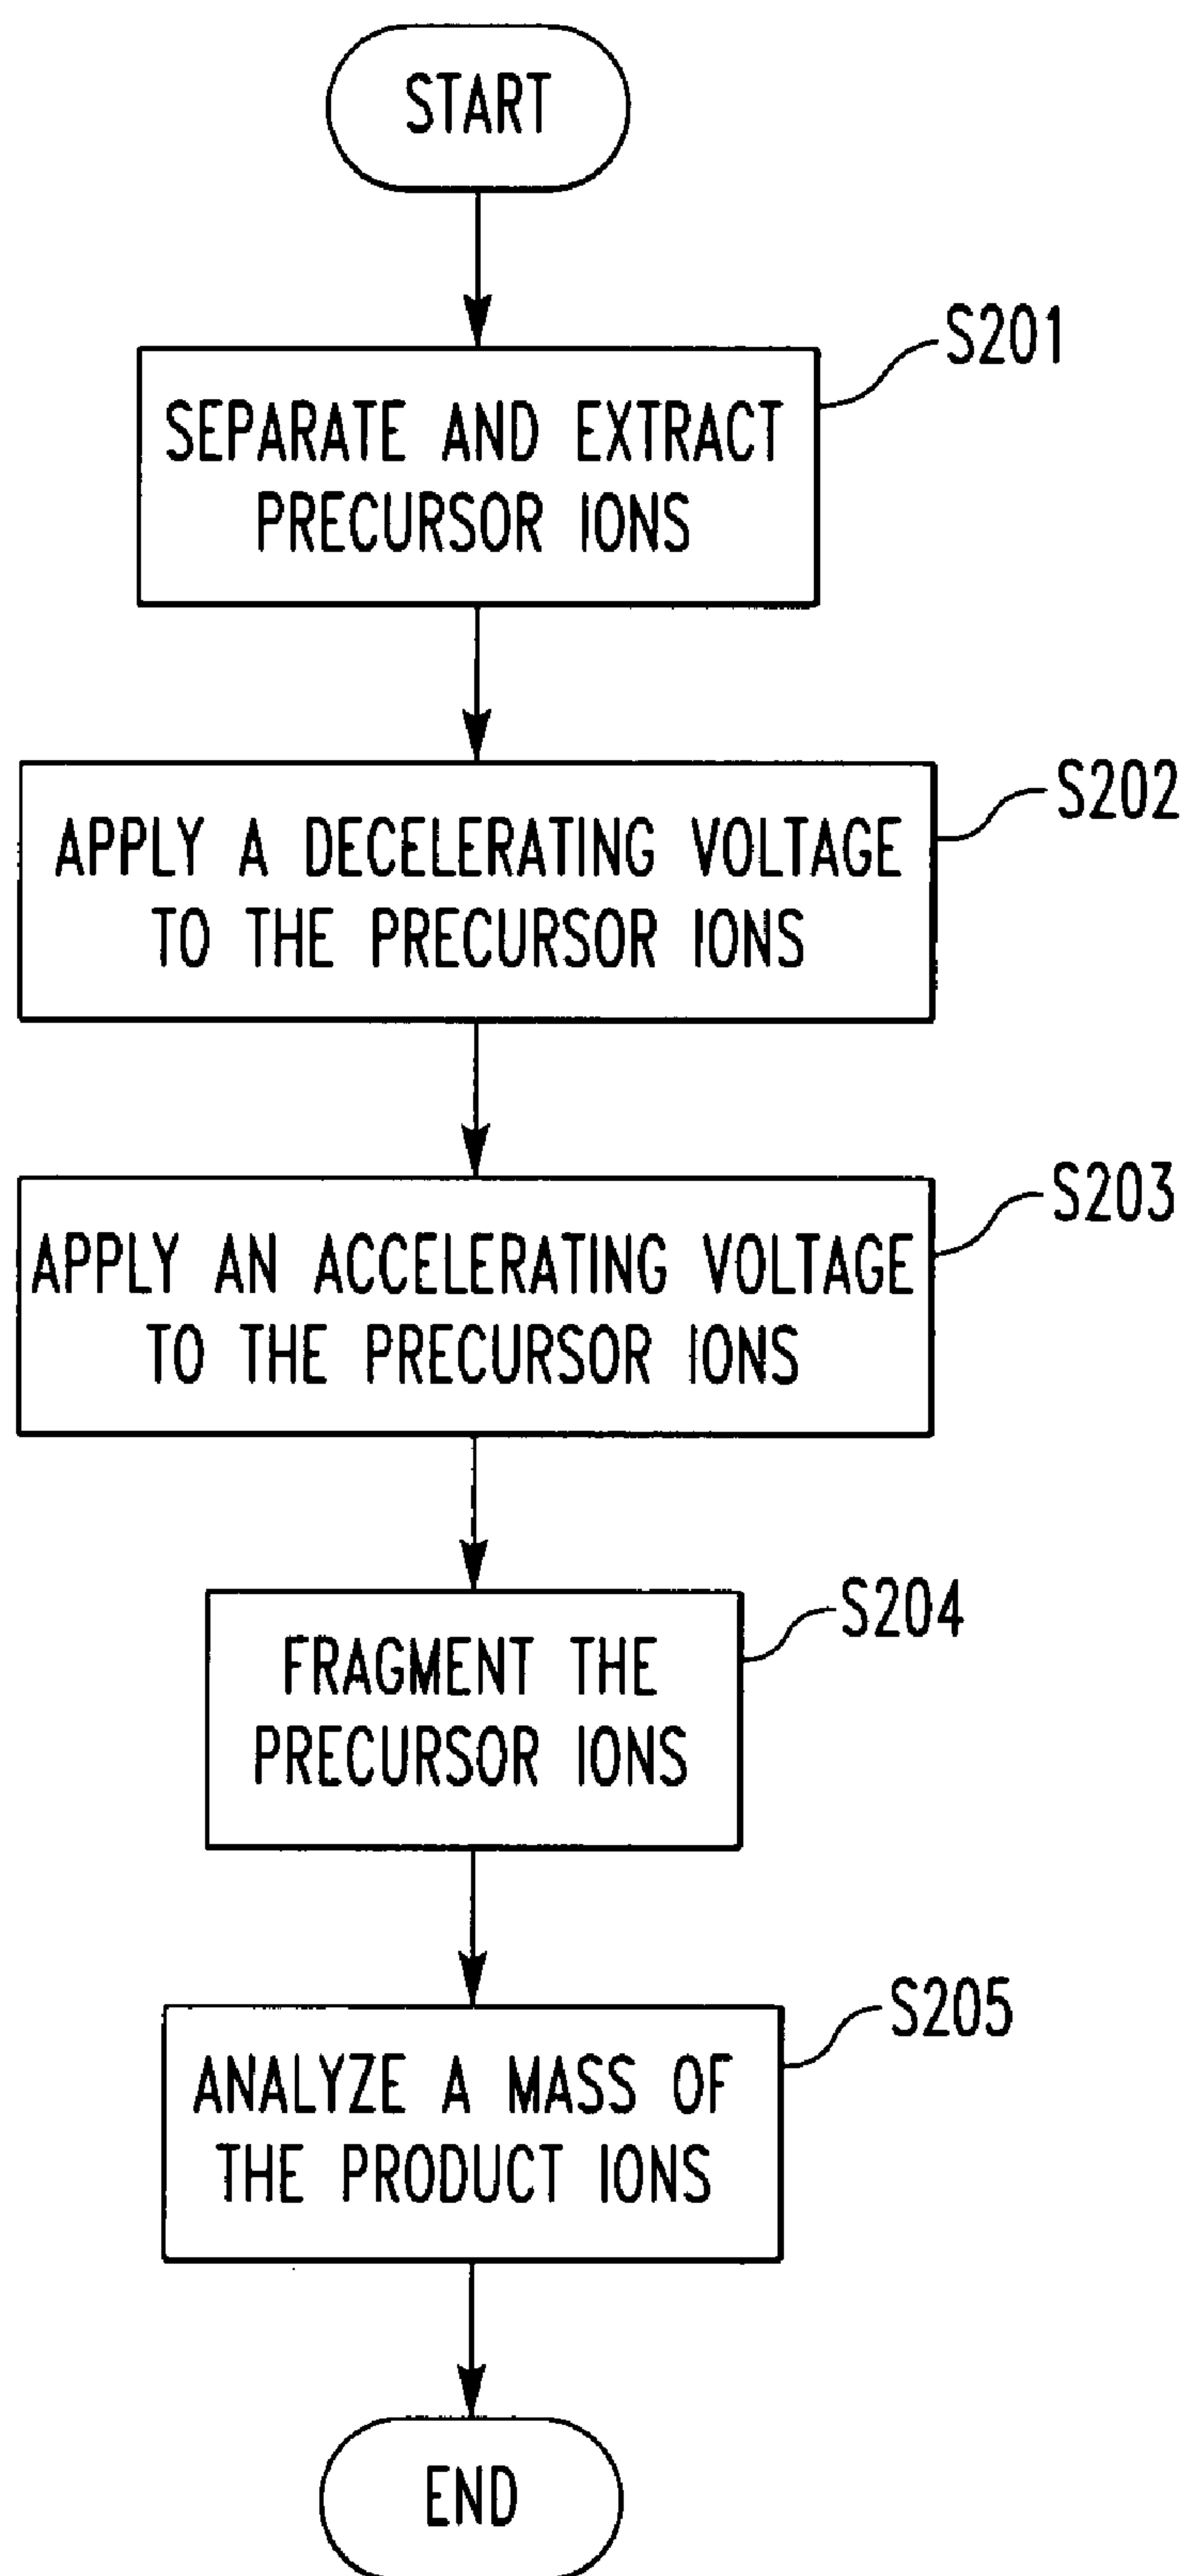 START
S201
SEPARATE AND EXTRACT
PRECURSOR IONS
S202
APPLY A DECELERATING VOLTAGE
TO THE PRECURSOR IONS
S203
APPLY AN ACCELERATING VOLTAGE
TO THE PRECURSOR IONS
S204
FRAGMENT THE
PRECURSOR IONS
S205
ANALYZE A MASS OF
THE PRODUCT IONS
END